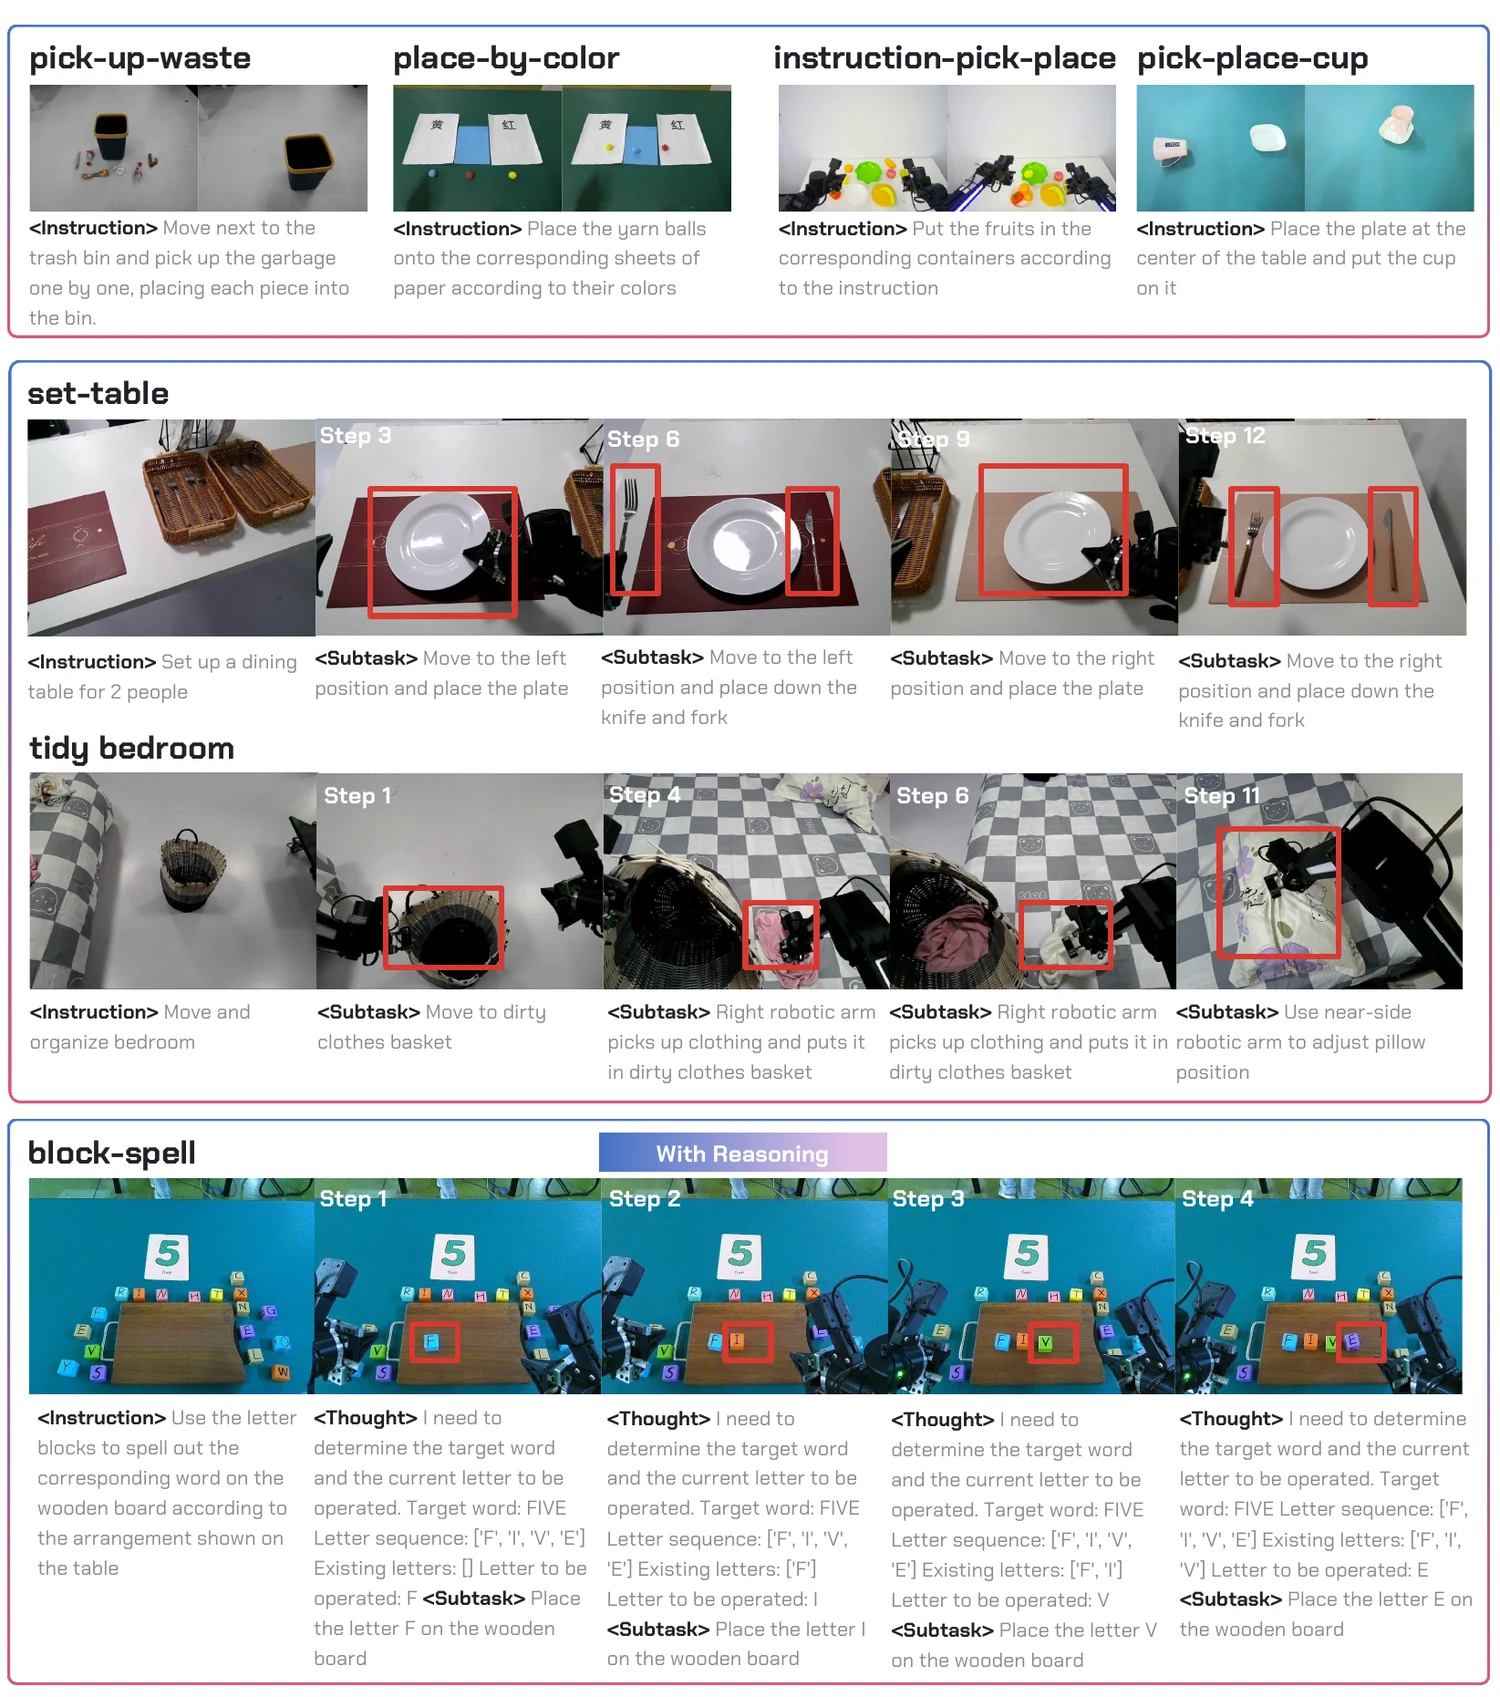 pick-up-waste
place-by-color
instruction-pick-place
pick-place-cup
黄
红
黄
红
<Instruction> Move next to the
trash bin and pick up the garbage
one by one, placing each piece into
the bin.
<Instruction> Place the yarn balls
onto the corresponding sheets of
paper according to their colors
<Instruction> Put the fruits in the
corresponding containers according
to the instruction
<Instruction> Place the plate at the
center of the table and put the cup
on it
set-table
Step 3
Step 6
Step 9
Step 12
<Instruction> Set up a dining
table for 2 people
<Subtask> Move to the left
position and place the plate
<Subtask> Move to the left
position and place down the
knife and fork
<Subtask> Move to the right
position and place the plate
<Subtask> Move to the right
position and place down the
knife and fork
tidy bedroom
Step 1
Step 4
Step 6
Step 11
<Instruction> Move and
organize bedroom
<Subtask> Move to dirty
clothes basket
<Subtask> Right robotic arm
picks up clothing and puts it
in dirty clothes basket
<Subtask> Right robotic arm
picks up clothing and puts it in
dirty clothes basket
<Subtask> Use near-side
robotic arm to adjust pillow
position
block-spell
With Reasoning
Step 1
Step 2
Step 3
Step 4
5
5
5
5
5
R I N H T X
F
I
V
E
<Instruction> Use the letter
blocks to spell out the
corresponding word on the
wooden board according to
the arrangement shown on
the table
<Thought> I need to
determine the target word
and the current letter to be
operated. Target word: FIVE
Letter sequence: ['F', 'I', 'V', 'E']
Existing letters: [] Letter to be
operated: F <Subtask> Place
the letter F on the wooden
board
<Thought> I need to
determine the target word
and the current letter to be
operated. Target word: FIVE
Letter sequence: ['F', 'I', 'V',
'E'] Existing letters: ['F']
Letter to be operated: I
<Subtask> Place the letter I
on the wooden board
<Thought> I need to
determine the target word
and the current letter to be
operated. Target word: FIVE
Letter sequence: ['F', 'I', 'V',
'E'] Existing letters: ['F', 'I']
Letter to be operated: V
<Subtask> Place the letter V
on the wooden board
<Thought> I need to determine
the target word and the current
letter to be operated. Target
word: FIVE Letter sequence: ['F',
'I', 'V', 'E'] Existing letters: ['F', 'I',
'V'] Letter to be operated: E
<Subtask> Place the letter E on
the wooden board